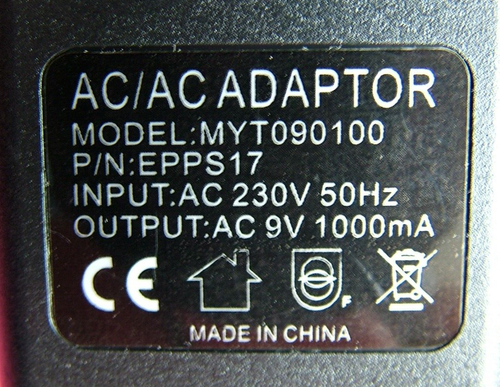 AC/AC ADAPTOR
MODEL:MYT090100
P/N:EPPS17
INPUT:AC 230V 50Hz
OUTPUT:AC 9V 1000mA
CE
F
MADE IN CHINA